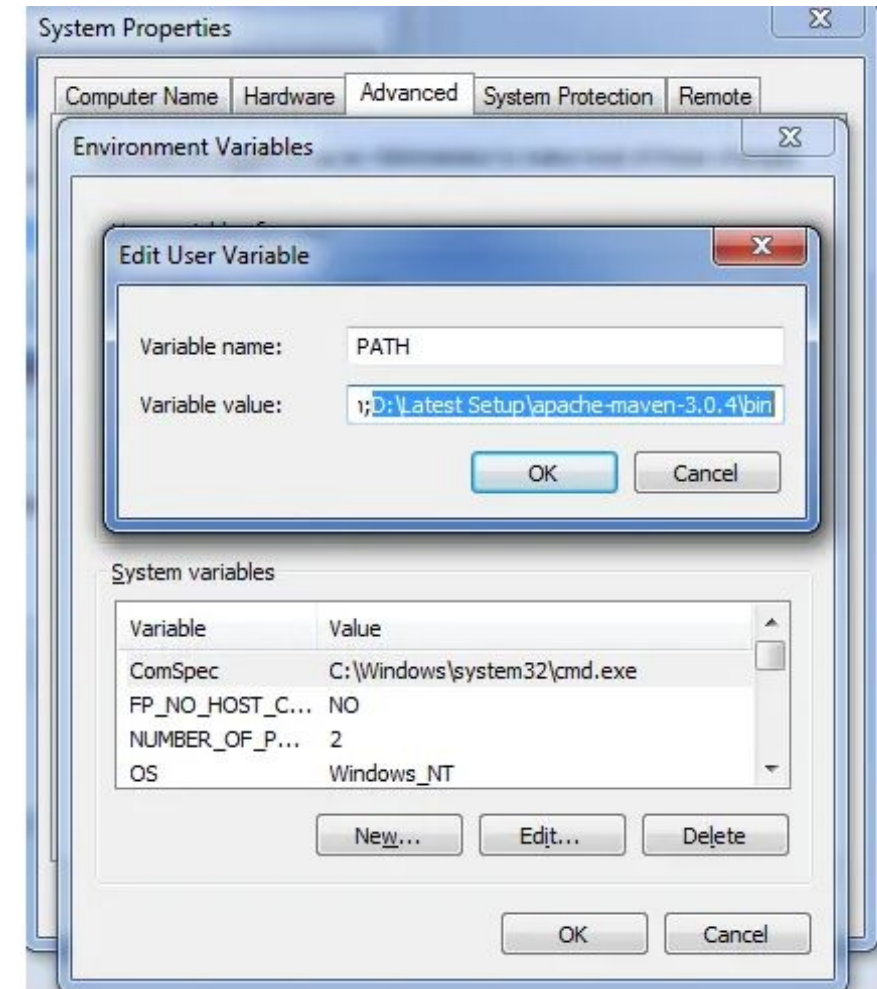 System Properties
Computer Name Hardware Advanced System Protection Remote
Environment Variables
Edit User Variable
Variable name: PATH
Variable value: ;D:\Latest Setup\apache-maven-3.0.4\bin
OK Cancel
System variables
Variable Value
ComSpec C:\Windows\system32\cmd.exe
FP_NO_HOST_C... NO
NUMBER_OF_P... 2
OS Windows_NT
New... Edit... Delete
OK Cancel